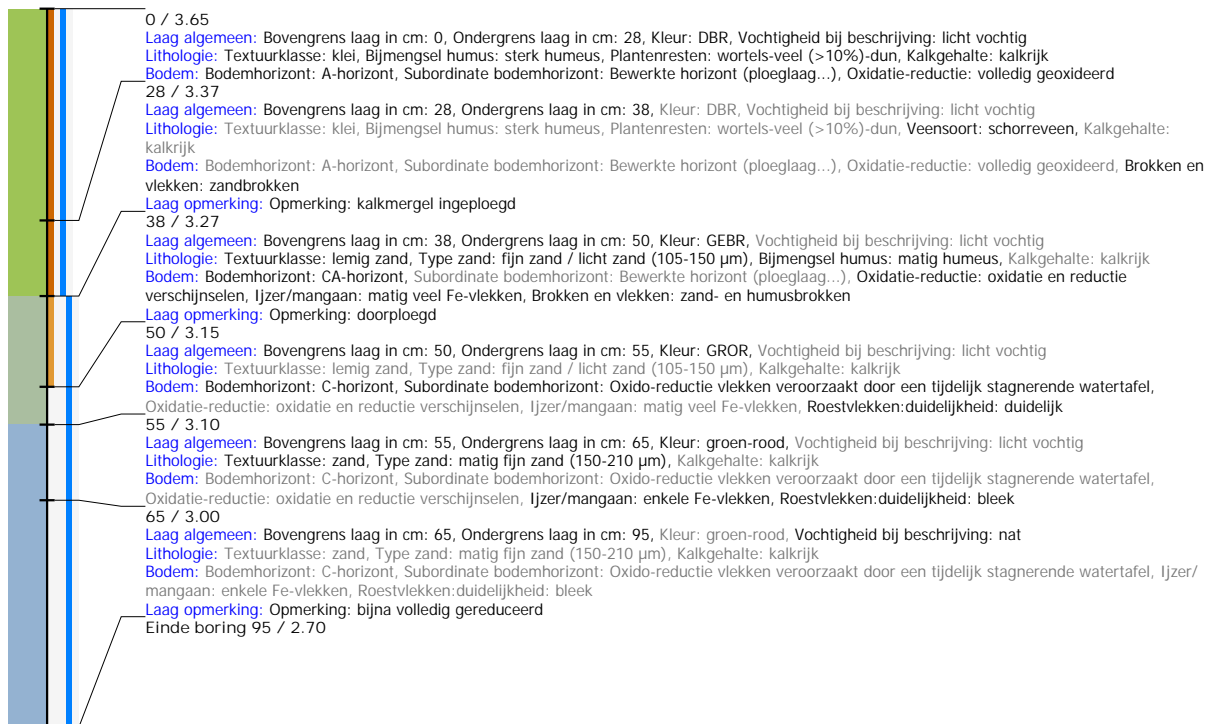 0 / 3.65
Laag algemeen: Bovengrens laag in cm: 0, Ondergrens laag in cm: 28, Kleur: DBR, Vochtigheid bij beschrijving: licht vochtig
Lithologie: Textuurklasse: klei, Bijmengsel humus: sterk humeus, Plantenresten: wortels-veel (>10%)-dun, Kalkgehalte: kalkrijk
Bodem: Bodemhorizont: A-horizont, Subordinate bodemhorizont: Bewerkte horizont (ploeglaag...), Oxidatie-reductie: volledig geoxideerd
28 / 3.37
Laag algemeen: Bovengrens laag in cm: 28, Ondergrens laag in cm: 38, Kleur: DBR, Vochtigheid bij beschrijving: licht vochtig
Lithologie: Textuurklasse: klei, Bijmengsel humus: sterk humeus, Plantenresten: wortels-veel (>10%)-dun, Veensoort: schorreveen, Kalkgehalte:
kalkrijk
Bodem: Bodemhorizont: A-horizont, Subordinate bodemhorizont: Bewerkte horizont (ploeglaag...), Oxidatie-reductie: volledig geoxideerd, Brokken en
vlekken: zandbrokken
Laag opmerking: Opmerking: kalkmergel ingeploegd
38 / 3.27
Laag algemeen: Bovengrens laag in cm: 38, Ondergrens laag in cm: 50, Kleur: GEBR, Vochtigheid bij beschrijving: licht vochtig
Lithologie: Textuurklasse: lemig zand, Type zand: fijn zand / licht zand (105-150 µm), Bijmengsel humus: matig humeus, Kalkgehalte: kalkrijk
Bodem: Bodemhorizont: CA-horizont, Subordinate bodemhorizont: Bewerkte horizont (ploeglaag...), Oxidatie-reductie: oxidatie en reductie
verschijnselen, Ijzer/mangaan: matig veel Fe-vlekken, Brokken en vlekken: zand- en humusbrokken
Laag opmerking: Opmerking: doorploegd
50 / 3.15
Laag algemeen: Bovengrens laag in cm: 50, Ondergrens laag in cm: 55, Kleur: GROR, Vochtigheid bij beschrijving: licht vochtig
Lithologie: Textuurklasse: lemig zand, Type zand: fijn zand / licht zand (105-150 µm), Kalkgehalte: kalkrijk
Bodem: Bodemhorizont: C-horizont, Subordinate bodemhorizont: Oxido-reductie vlekken veroorzaakt door een tijdelijk stagnerende watertafel,
Oxidatie-reductie: oxidatie en reductie verschijnselen, Ijzer/mangaan: matig veel Fe-vlekken, Roestvlekken:duidelijkheid: duidelijk
55 / 3.10
Laag algemeen: Bovengrens laag in cm: 55, Ondergrens laag in cm: 65, Kleur: groen-rood, Vochtigheid bij beschrijving: licht vochtig
Lithologie: Textuurklasse: zand, Type zand: matig fijn zand (150-210 µm), Kalkgehalte: kalkrijk
Bodem: Bodemhorizont: C-horizont, Subordinate bodemhorizont: Oxido-reductie vlekken veroorzaakt door een tijdelijk stagnerende watertafel,
Oxidatie-reductie: oxidatie en reductie verschijnselen, Ijzer/mangaan: enkele Fe-vlekken, Roestvlekken:duidelijkheid: bleek
65 / 3.00
Laag algemeen: Bovengrens laag in cm: 65, Ondergrens laag in cm: 95, Kleur: groen-rood, Vochtigheid bij beschrijving: nat
Lithologie: Textuurklasse: zand, Type zand: matig fijn zand (150-210 µm), Kalkgehalte: kalkrijk
Bodem: Bodemhorizont: C-horizont, Subordinate bodemhorizont: Oxido-reductie vlekken veroorzaakt door een tijdelijk stagnerende watertafel, Ijzer/
mangaan: enkele Fe-vlekken, Roestvlekken:duidelijkheid: bleek
Laag opmerking: Opmerking: bijna volledig gereduceerd
Einde boring 95 / 2.70